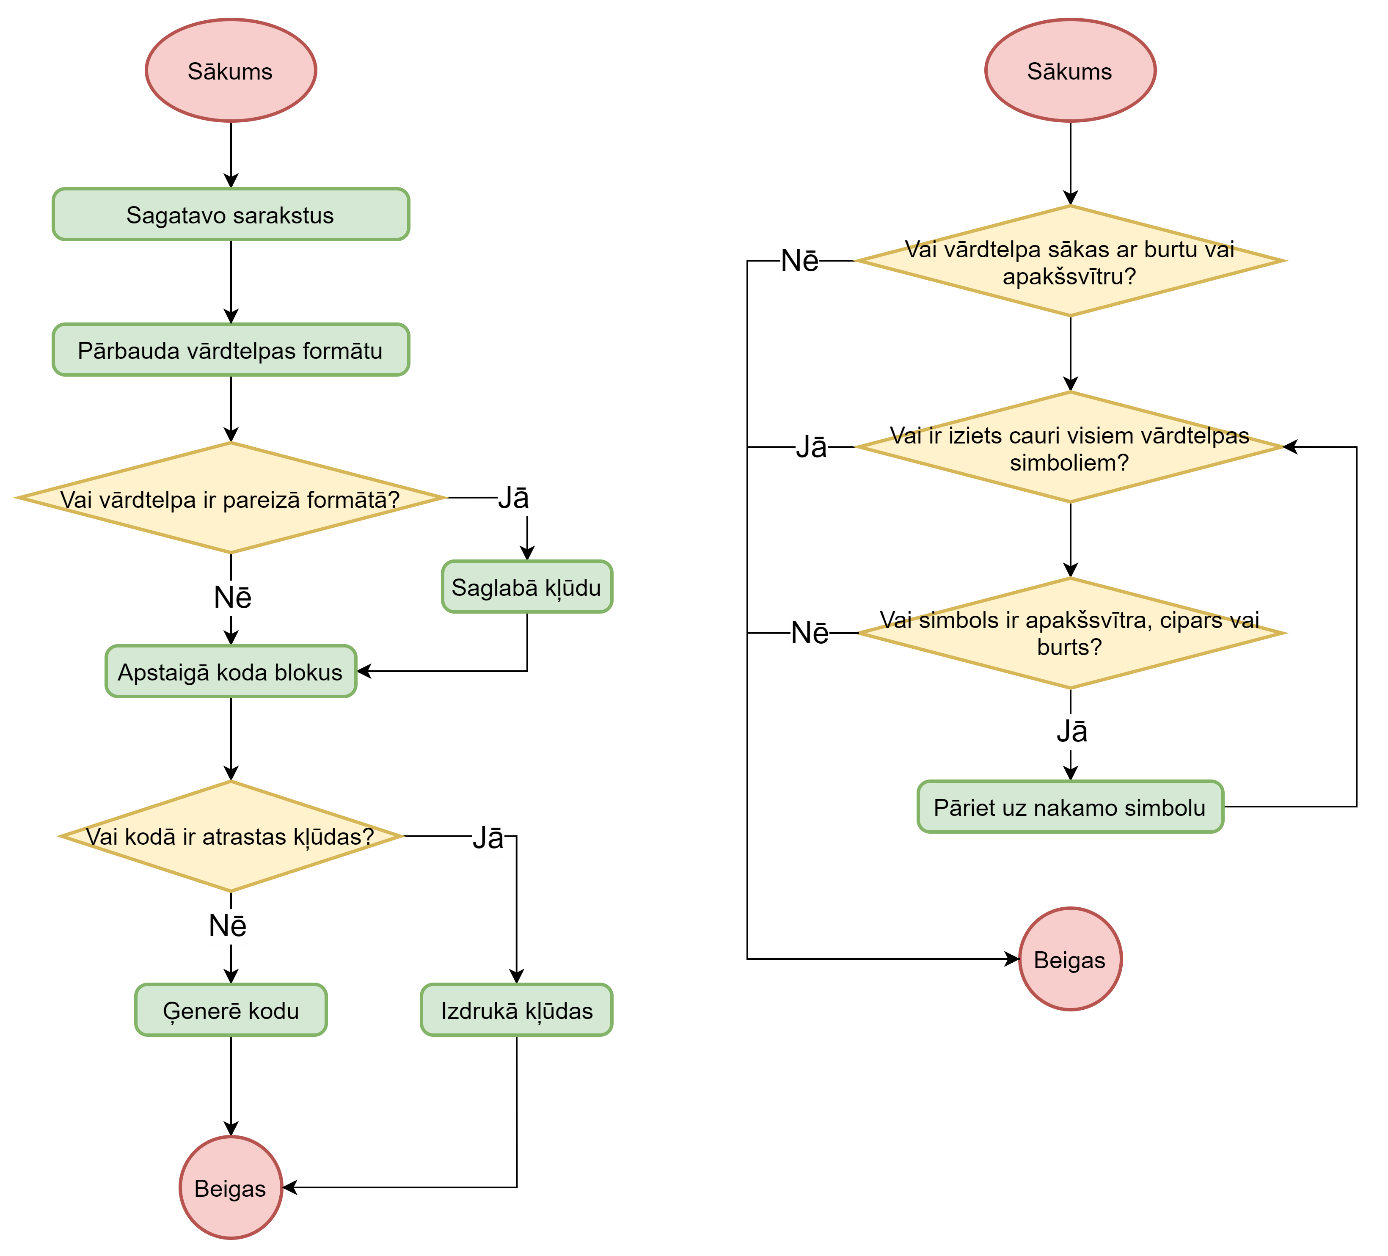 Sākums
Sagatavo sarakstus
Pārbauda vārdtelpas formātu
Vai vārdtelpa ir pareizā formātā?
Jā
Saglabā kļūdu
Nē
Apstaigā koda blokus
Vai kodā ir atrastas kļūdas?
Jā
Nē
Ģenerē kodu
Izdrukā kļūdas
Beigas
Sākums
Vai vārdtelpa sākas ar burtu vai
apakšsvītru?
Nē
Vai ir iziets cauri visiem vārdtelpas
simboliem?
Jā
Vai simbols ir apakšsvītra, cipars vai
burts?
Nē
Jā
Pāriet uz nakamo simbolu
Beigas